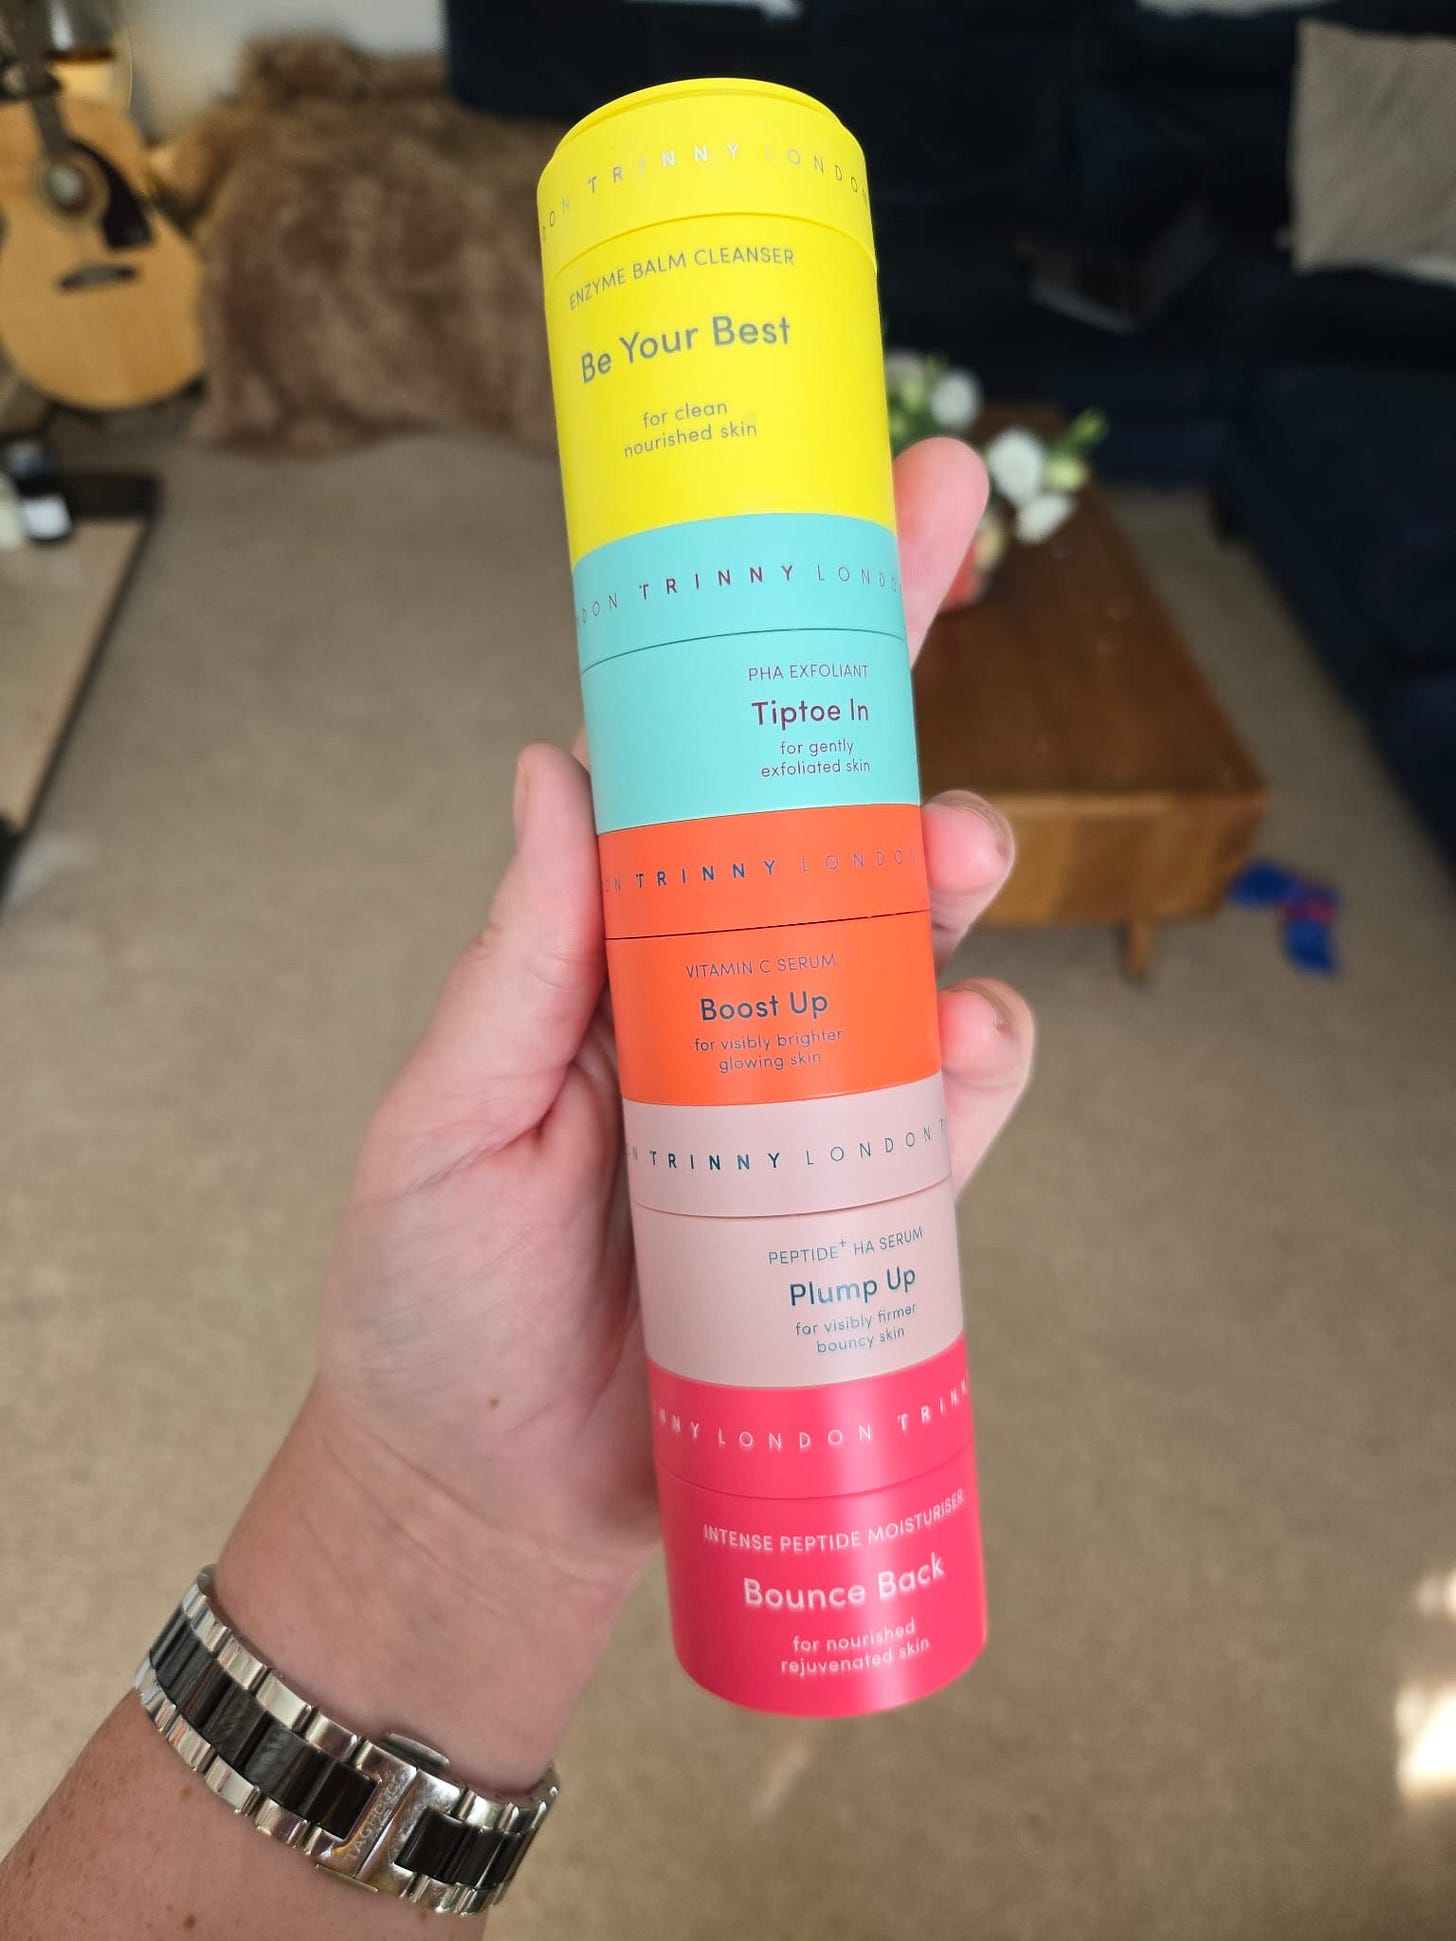 TRINNY LONDON
ENZYME BALM CLEANSER
Be Your Best
for clean
nourished skin
TRINNY LONDON
PHA EXFOLIANT
Tiptoe In
for gently
exfoliated skin
TRINNY LONDON
VITAMIN C SERUM
Boost Up
for visibly brighter
glowing skin
TRINNY LONDON
PEPTIDE+ HA SERUM
Plump Up
for visibly firmer
bouncy skin
LONDON TRINN
INTENSE PEPTIDE MOISTURISER
Bounce Back
for nourished
rejuvenated skin